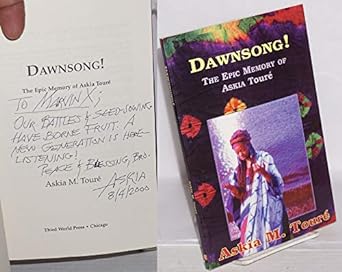 DAWNSONG!
The Epic Memory of Askia Touré
TO MARVIN X;
OUR BATTLES & SEED-SOWING
HAVE BORNE FRUIT. A
NEW GENERATION IS HERE—
LISTENING!
PEACE & BLESSING, BRO.
Askia M. Touré
ASKIA
8/4/2000
Third World Press • Chicago
DAWNSONG!
THE EPIC MEMORY OF
ASKIA TOURÉ
Askia M. Touré